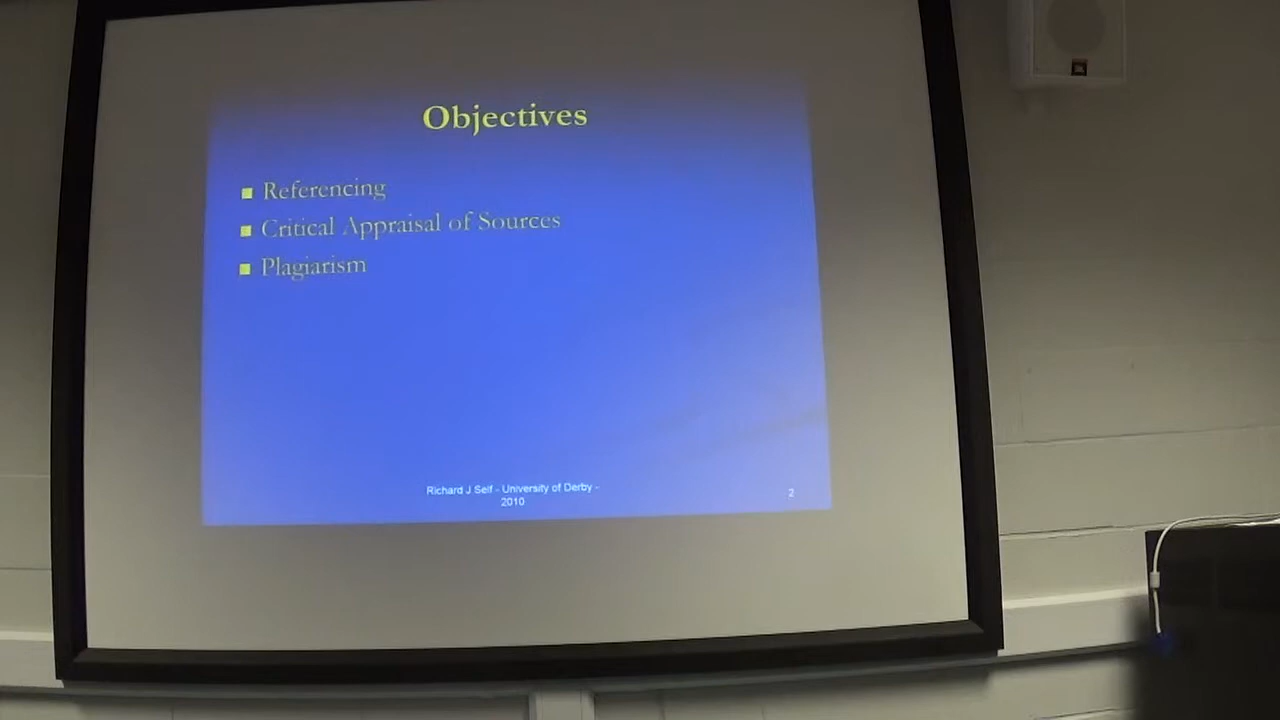 Objectives
Referencing
Critical Appraisal of Sources
Plagiarism
Richard J Self - University of Derby -
2010
2